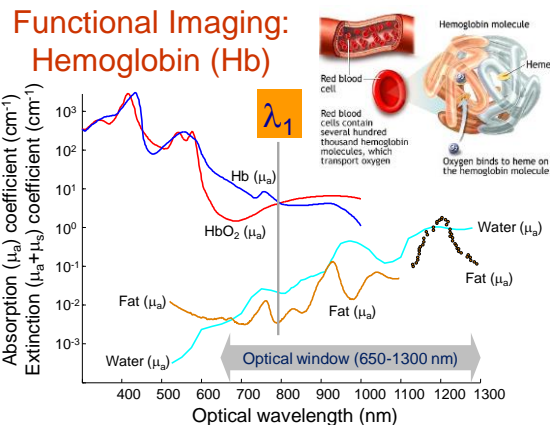 Functional Imaging:
Hemoglobin (Hb)
Hemoglobin molecule
Heme
Red blood
cell
Red blood
cells contain
several hundred
thousand hemoglobin
molecules, which
transport oxygen
Oxygen binds to heme on
the hemoglobin molecule
λ₁
Absorption (μₐ) coefficient (cm⁻¹)
Extinction (μₐ+μₛ) coefficient (cm⁻¹)
10³
10²
10¹
10⁰
10⁻¹
10⁻²
10⁻³
Hb (μₐ)
HbO₂ (μₐ)
Water (μₐ)
Fat (μₐ)
Fat (μₐ)
Fat (μₐ)
Water (μₐ)
Optical window (650-1300 nm)
400 500 600 700 800 900 1000 1100 1200 1300
Optical wavelength (nm)